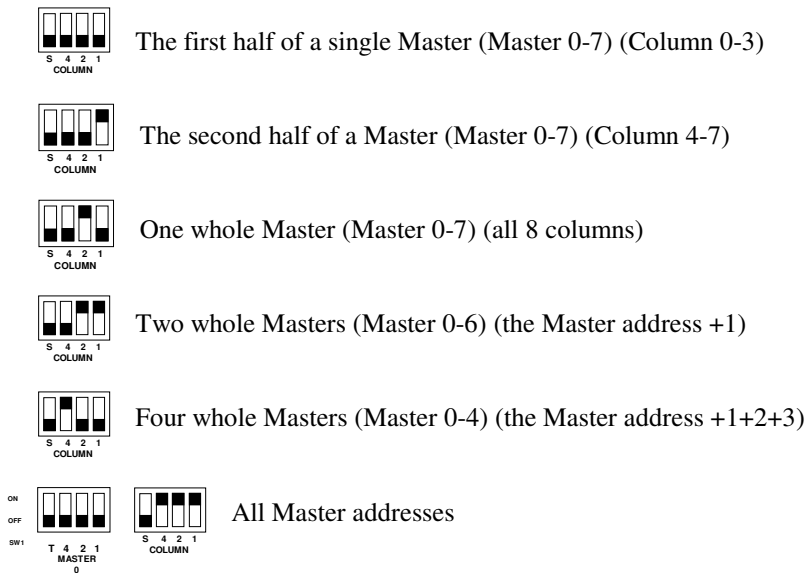 The first half of a single Master (Master 0-7) (Column 0-3)
S 4 2 1
COLUMN
The second half of a Master (Master 0-7) (Column 4-7)
S 4 2 1
COLUMN
One whole Master (Master 0-7) (all 8 columns)
S 4 2 1
COLUMN
Two whole Masters (Master 0-6) (the Master address +1)
S 4 2 1
COLUMN
Four whole Masters (Master 0-4) (the Master address +1+2+3)
S 4 2 1
COLUMN
ON
OFF
SW1
T 4 2 1
MASTER
0
S 4 2 1
COLUMN
All Master addresses